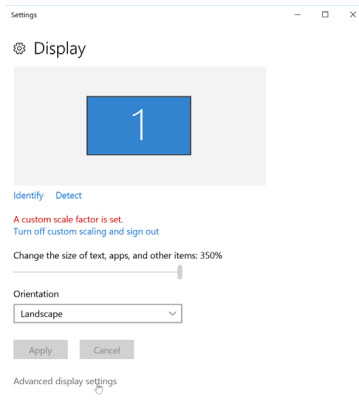 Settings
Display
1
Identify Detect
A custom scale factor is set.
Turn off custom scaling and sign out
Change the size of text, apps, and other items: 350%
Orientation
Landscape
Apply Cancel
Advanced display settings